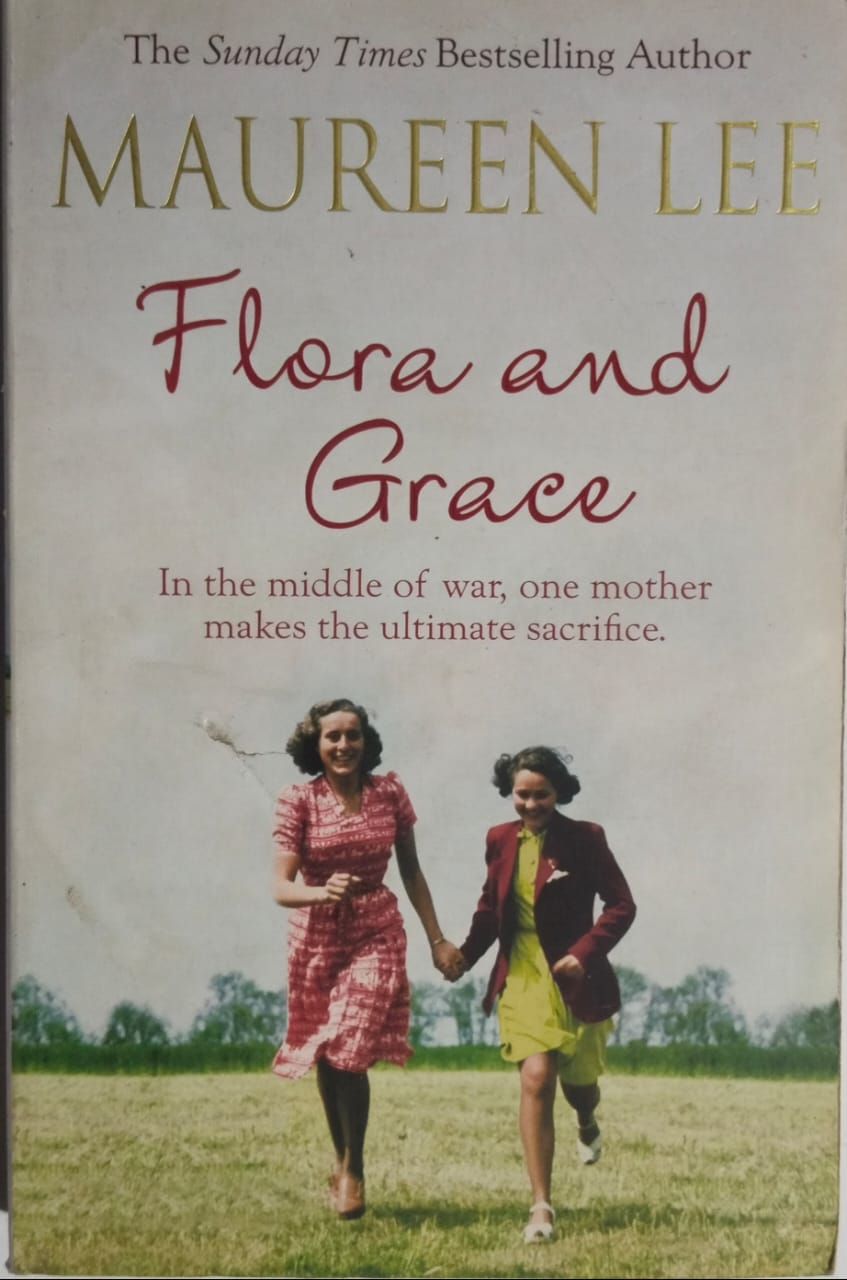 The Sunday Times Bestselling Author
MAUREEN LEE
Flora and
Grace
In the middle of war, one mother
makes the ultimate sacrifice.